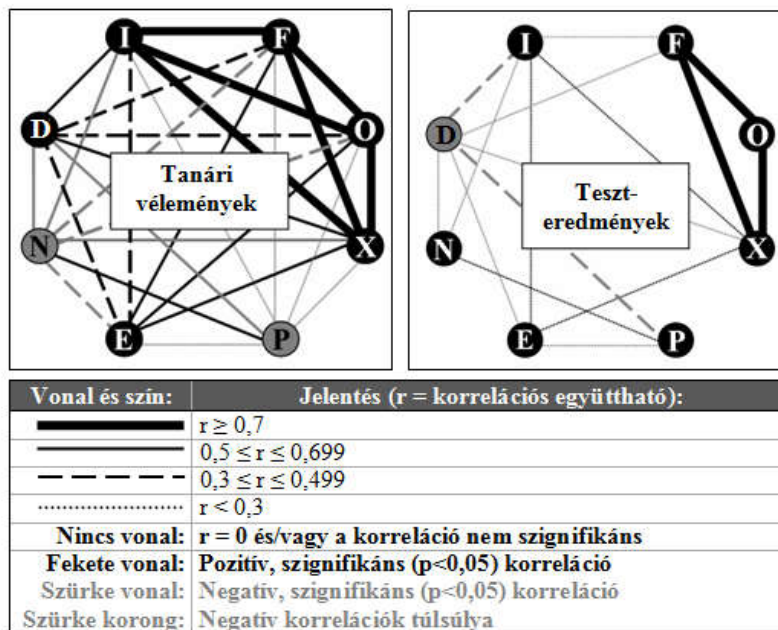 I F
D O
Tanári
vélemények
N X
E P
I F
D O
Teszt-
eredmények
N X
E P
Vonal és szín: Jelentés (r = korrelációs együttható):
r ≥ 0,7
0,5 ≤ r ≤ 0,699
0,3 ≤ r ≤ 0,499
r < 0,3
Nincs vonal: r = 0 és/vagy a korreláció nem szignifikáns
Fekete vonal: Pozitív, szignifikáns (p<0,05) korreláció
Szürke vonal: Negatív, szignifikáns (p<0,05) korreláció
Szürke korong: Negatív korrelációk túlsúlya